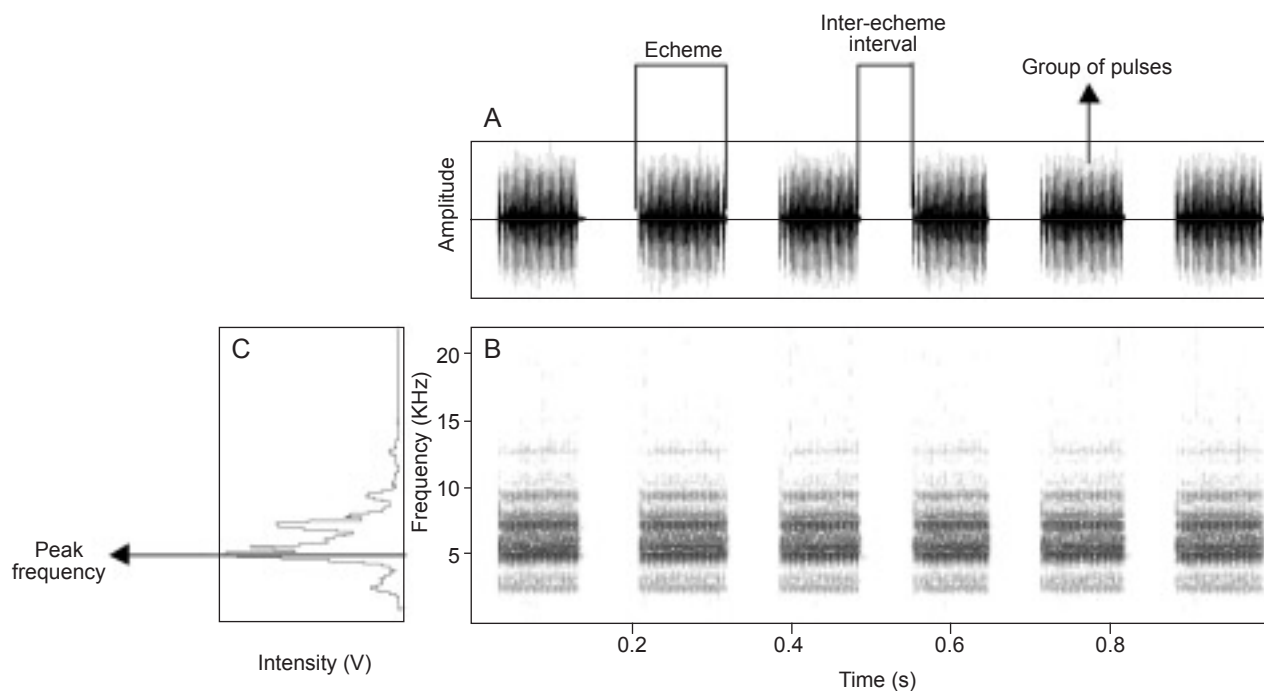 Echeme
Inter-echeme
interval
Group of pulses
A
Amplitude
C
B
Frequency (KHz)
20
15
10
5
Peak
frequency
0.2
0.4
0.6
0.8
Intensity (V)
Time (s)